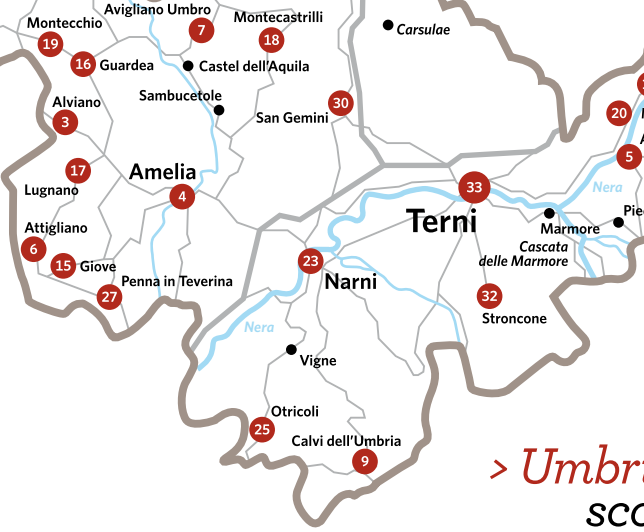 Avigliano Umbro
7
Montecchio
19
Montecastrilli
18
Carsulae
16 Guardea
Castel dell'Aquila
Sambucetole
Alviano
3
30
San Gemini
20
5
17
Lugnano
Amelia
4
33
Terni
Nera
Marmore
Cascata
delle Marmore
Attigliano
6
15 Giove
Penna in Teverina
27
23
Narni
32
Stroncone
Nera
Vigne
Otricoli
25
Calvi dell'Umbria
9
> Umbri
sco